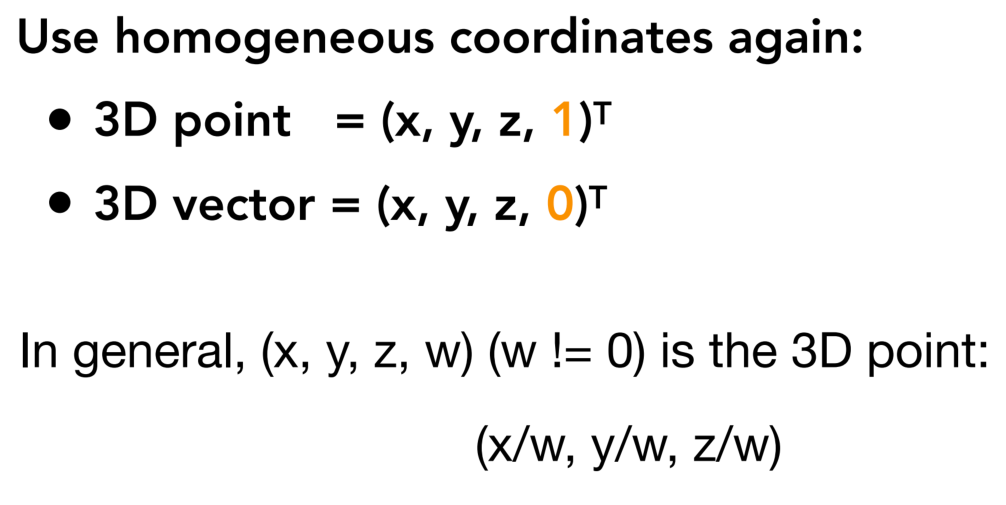 Use homogeneous coordinates again:
• 3D point = (x, y, z, 1)ᵀ
• 3D vector = (x, y, z, 0)ᵀ
In general, (x, y, z, w) (w != 0) is the 3D point:
(x/w, y/w, z/w)